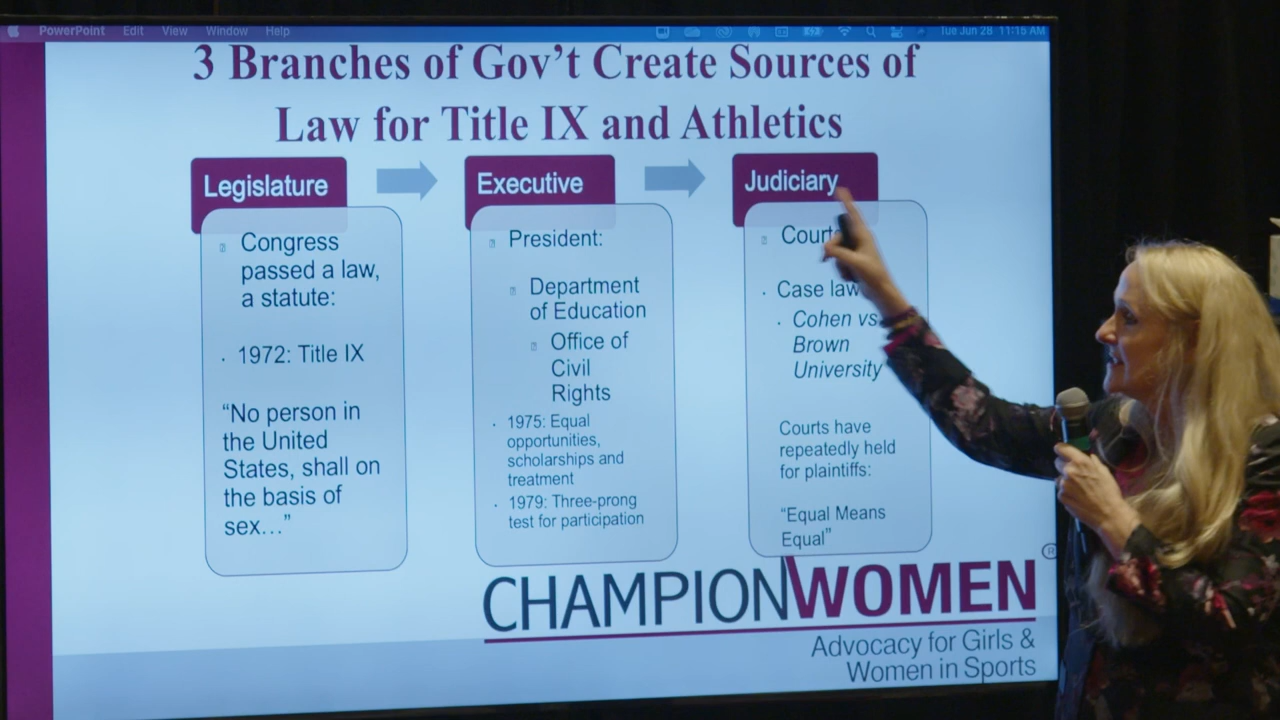 PowerPoint Edit View Window Help
Tue Jun 28 11:15 AM
3 Branches of Gov't Create Sources of
Law for Title IX and Athletics
Legislature
Congress
passed a law,
a statute:
· 1972: Title IX
“No person in
the United
States, shall on
the basis of
sex…”
Executive
President:
Department
of Education
Office of
Civil
Rights
· 1975: Equal
opportunities,
scholarships and
treatment
· 1979: Three-prong
test for participation
Judiciary
· Case law
· Cohen vs.
Brown
University
Courts have
repeatedly held
for plaintiffs:
“Equal Means
Equal”
CHAMPIONWOMEN ®
Advocacy for Girls &
Women in Sports